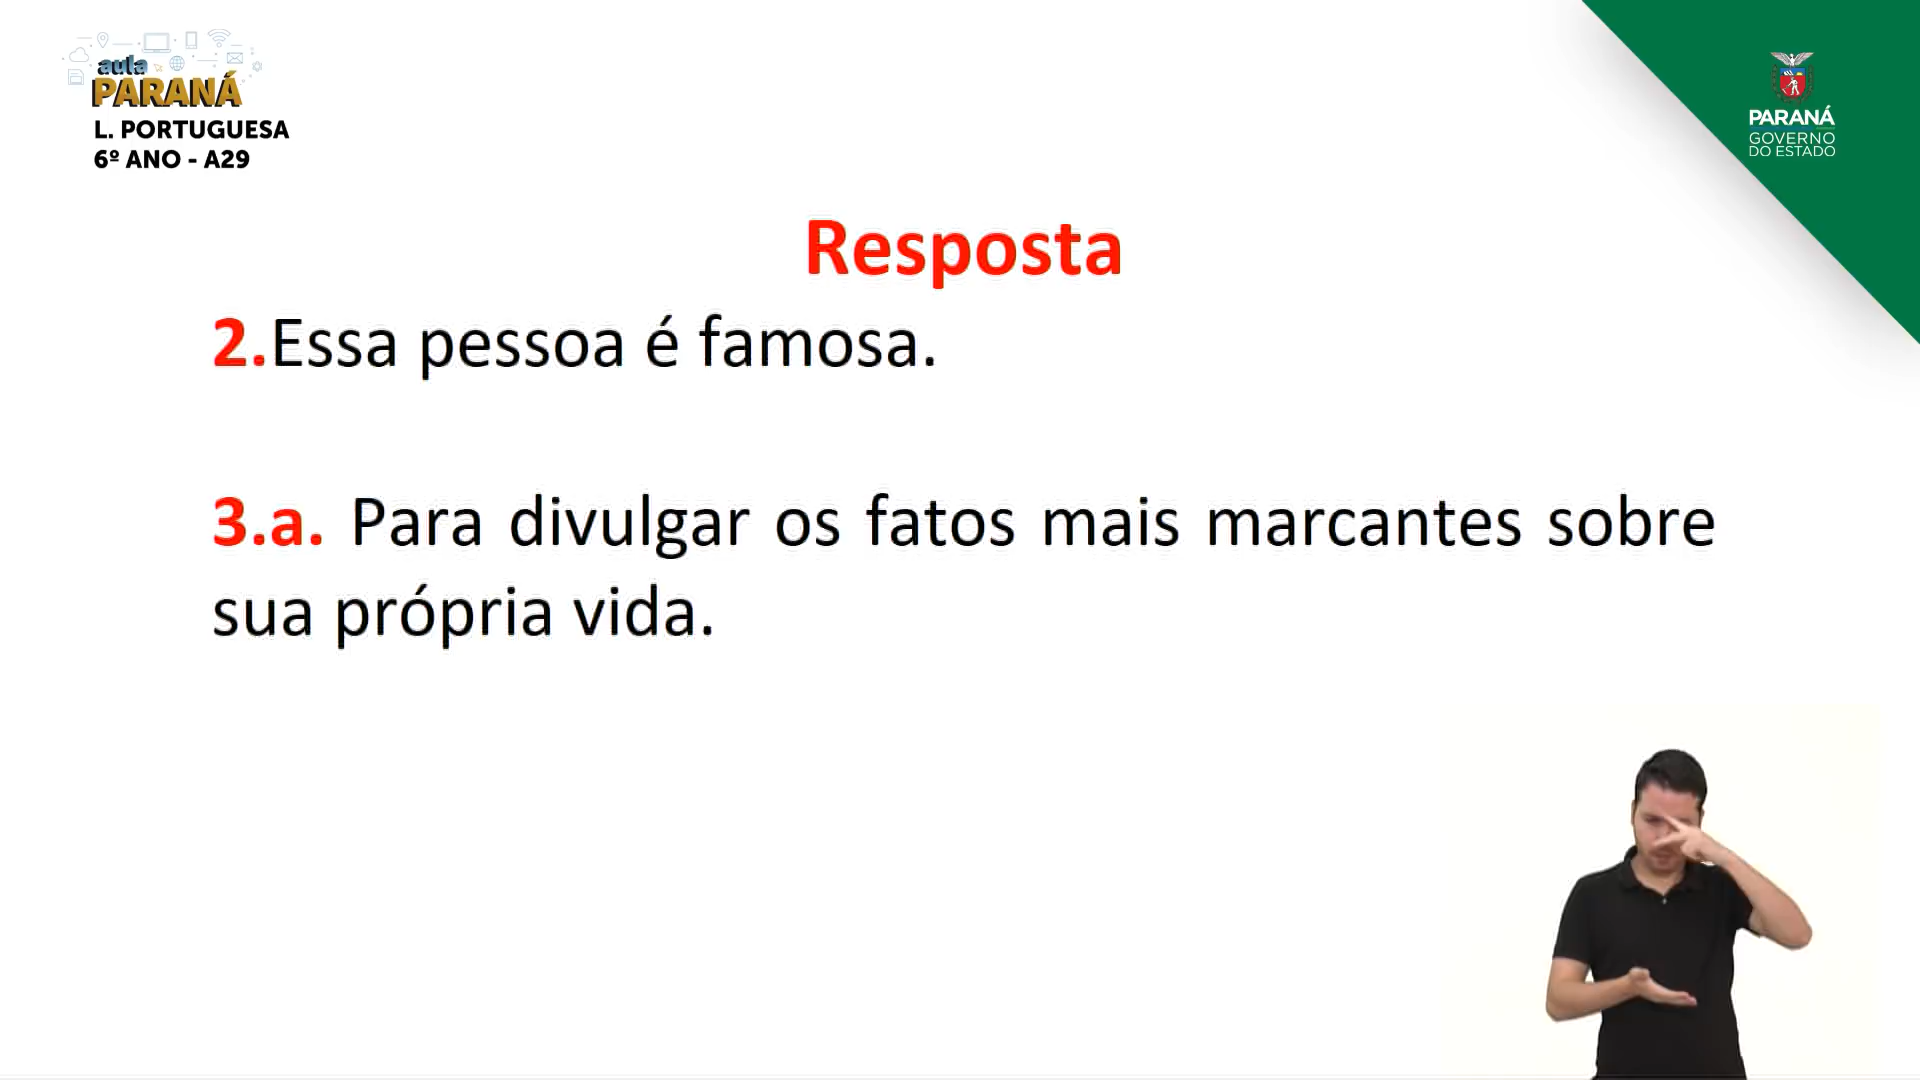 aula
PARANÁ
L. PORTUGUESA
6º ANO - A29
PARANÁ
GOVERNO
DO ESTADO
Resposta
2.Essa pessoa é famosa.
3.a. Para divulgar os fatos mais marcantes sobre
sua própria vida.